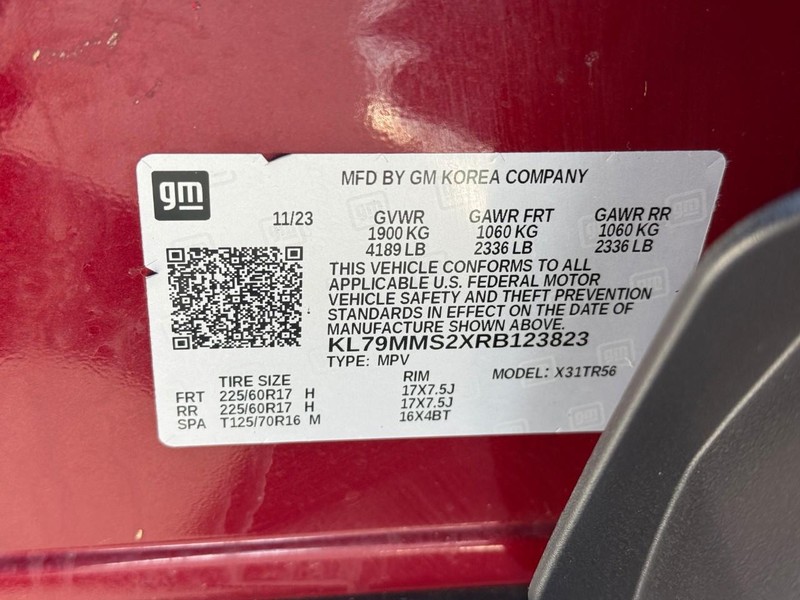 gm
MFD BY GM KOREA COMPANY
11/23 GVWR GAWR FRT GAWR RR
1900 KG 1060 KG 1060 KG
4189 LB 2336 LB 2336 LB
THIS VEHICLE CONFORMS TO ALL
APPLICABLE U.S. FEDERAL MOTOR
VEHICLE SAFETY AND THEFT PREVENTION
STANDARDS IN EFFECT ON THE DATE OF
MANUFACTURE SHOWN ABOVE.
KL79MMS2XRB123823
TYPE: MPV MODEL: X31TR56
TIRE SIZE RIM
FRT 225/60R17 H 17X7.5J
RR 225/60R17 H 17X7.5J
SPA T125/70R16 M 16X4BT